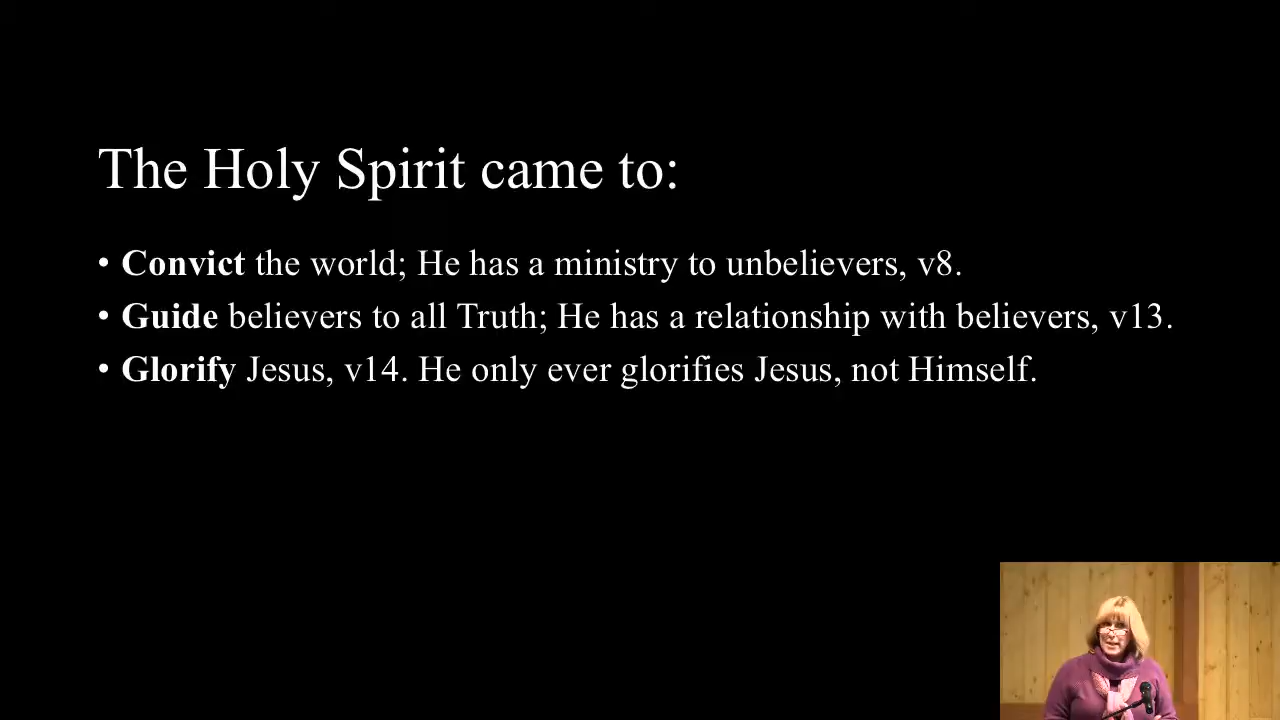 The Holy Spirit came to:
• Convict the world; He has a ministry to unbelievers, v8.
• Guide believers to all Truth; He has a relationship with believers, v13.
• Glorify Jesus, v14. He only ever glorifies Jesus, not Himself.